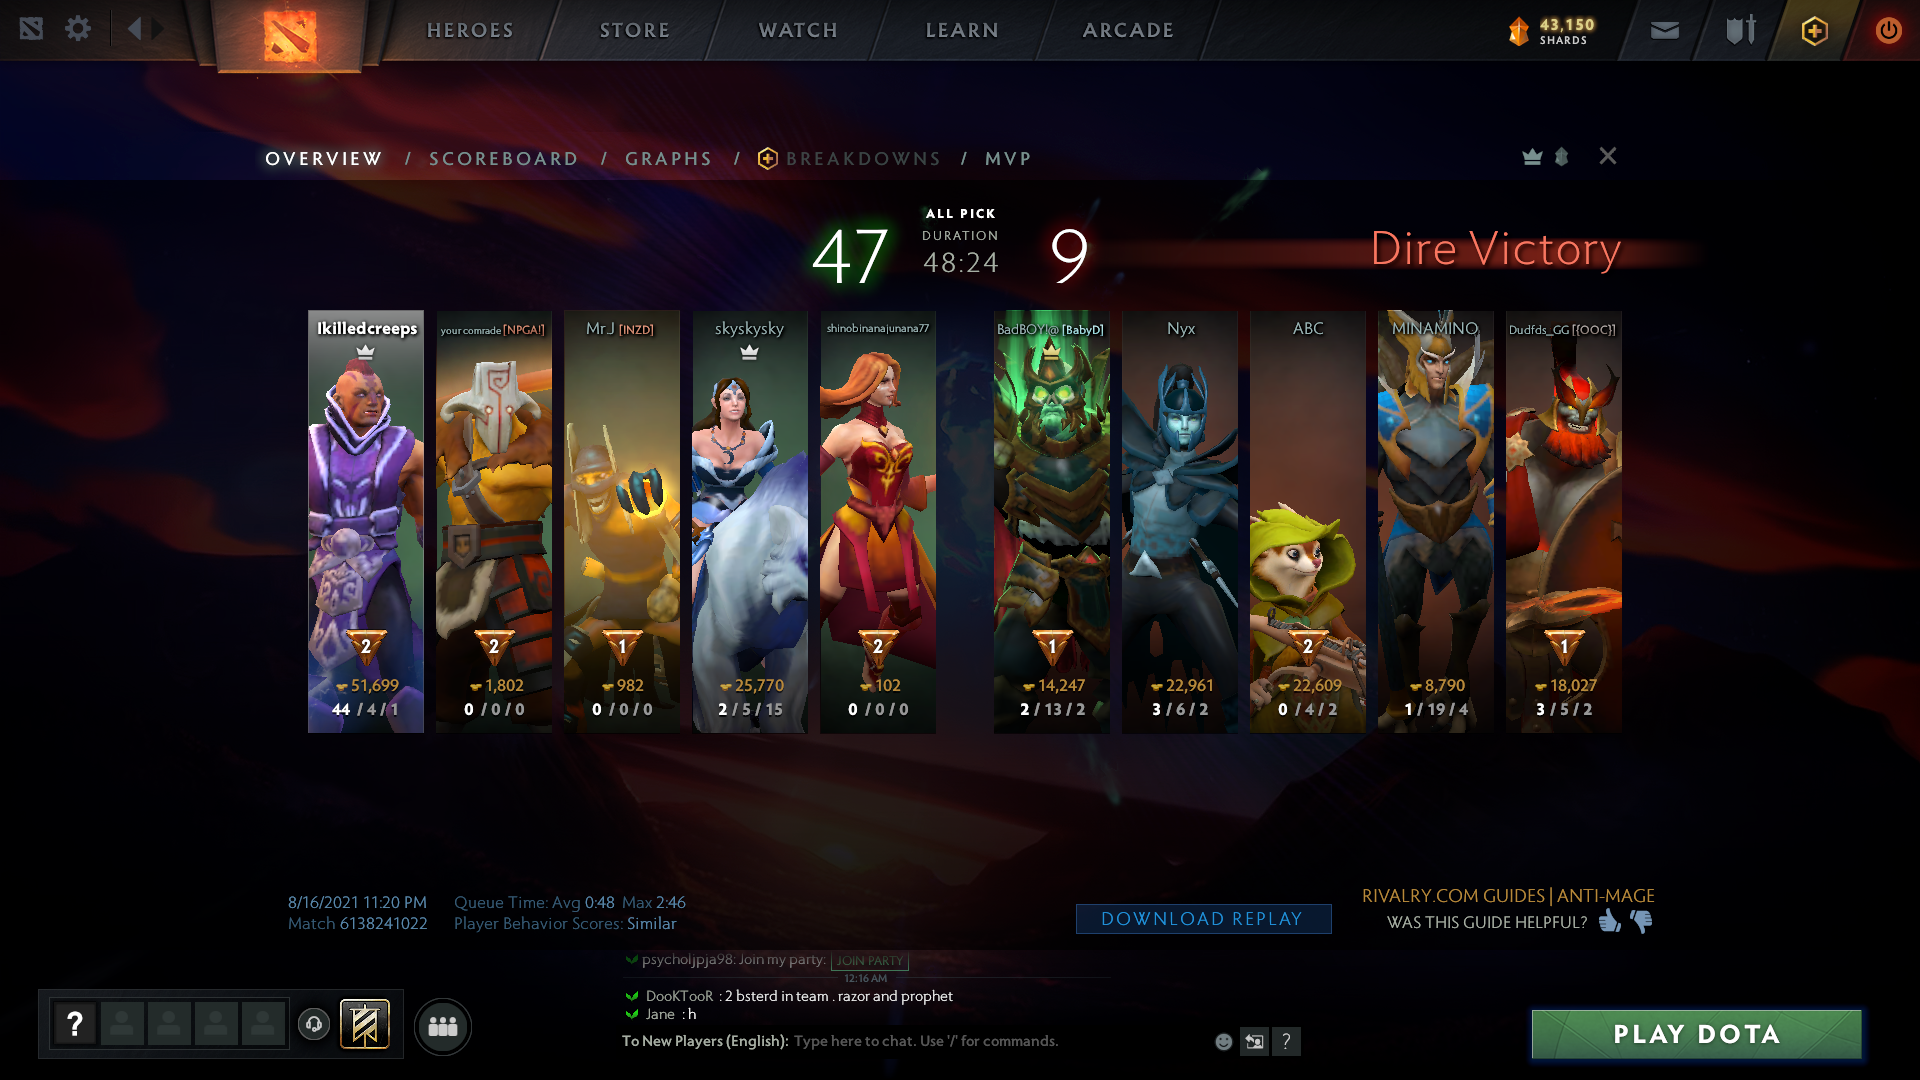 HEROES
STORE
WATCH
LEARN
ARCADE
43,150
SHARDS
OVERVIEW / SCOREBOARD / GRAPHS / BREAKDOWNS / MVP
47
ALL PICK
DURATION
48:24
9
Dire Victory
Ikilledcreeps
your comrade [NPGA!]
Mr.J [INZD]
skyskysky
shinobinanajunana77
BadBOY!@ [BabyD]
Nyx
ABC
MINAMINO
Dudfds_GG [{OOC}]
2
2
1
2
1
2
1
51,699
1,802
982
25,770
102
14,247
22,961
22,609
8,790
18,027
44 / 4 / 1
0 / 0 / 0
0 / 0 / 0
2 / 5 / 15
0 / 0 / 0
2 / 13 / 2
3 / 6 / 2
0 / 4 / 2
1 / 19 / 4
3 / 5 / 2
8/16/2021 11:20 PM
Queue Time: Avg 0:48 Max 2:46
Match 6138241022
Player Behavior Scores: Similar
DOWNLOAD REPLAY
RIVALRY.COM GUIDES | ANTI-MAGE
WAS THIS GUIDE HELPFUL?
psycholjpja98: Join my party: JOIN PARTY
12:16 AM
DooKTooR : 2 bsterd in team . razor and prophet
Jane : h
To New Players (English): Type here to chat. Use '/' for commands.
?
?
PLAY DOTA